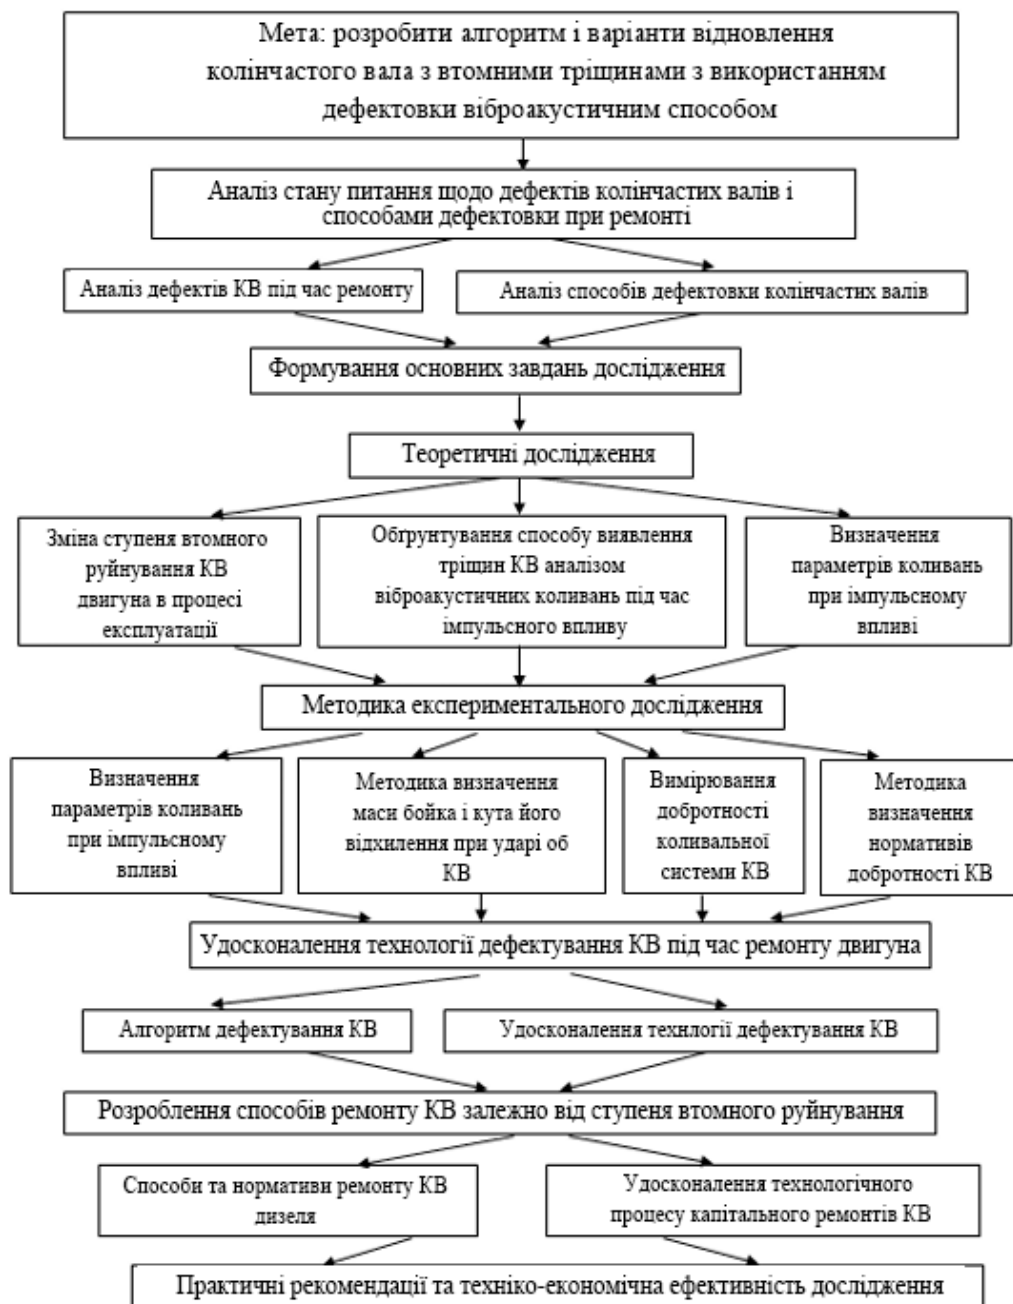 Мета: розробити алгоритм і варіанти відновлення
колінчастого вала з втомними тріщинами з використанням
дефектовки віброакустичним способом
Аналіз стану питання щодо дефектів колінчастих валів і
способами дефектовки при ремонті
Аналіз дефектів КВ під час ремонту
Аналіз способів дефектовки колінчастих валів
Формування основних завдань дослідження
Теоретичні дослідження
Зміна ступеня втомного
руйнування КВ
двигуна в процесі
експлуатації
Обґрунтування способу виявлення
тріщин КВ аналізом
віброакустичних коливань під час
імпульсного впливу
Визначення
параметрів коливань
при імпульсному
впливі
Методика експериментального дослідження
Визначення
параметрів коливань
при імпульсному
впливі
Методика визначення
маси бойка і кута його
відхилення при ударі об
КВ
Вимірювання
добротності
коливальної
системи КВ
Методика
визначення
нормативів
добротності КВ
Удосконалення технології дефектування КВ під час ремонту двигуна
Алгоритм дефектування КВ
Удосконалення технлогії дефектування КВ
Розроблення способів ремонту КВ залежно від ступеня втомного руйнування
Способи та нормативи ремонту КВ
дизеля
Удосконалення технологічного
процесу капітального ремонтів КВ
Практичні рекомендації та техніко-економічна ефективність дослідження